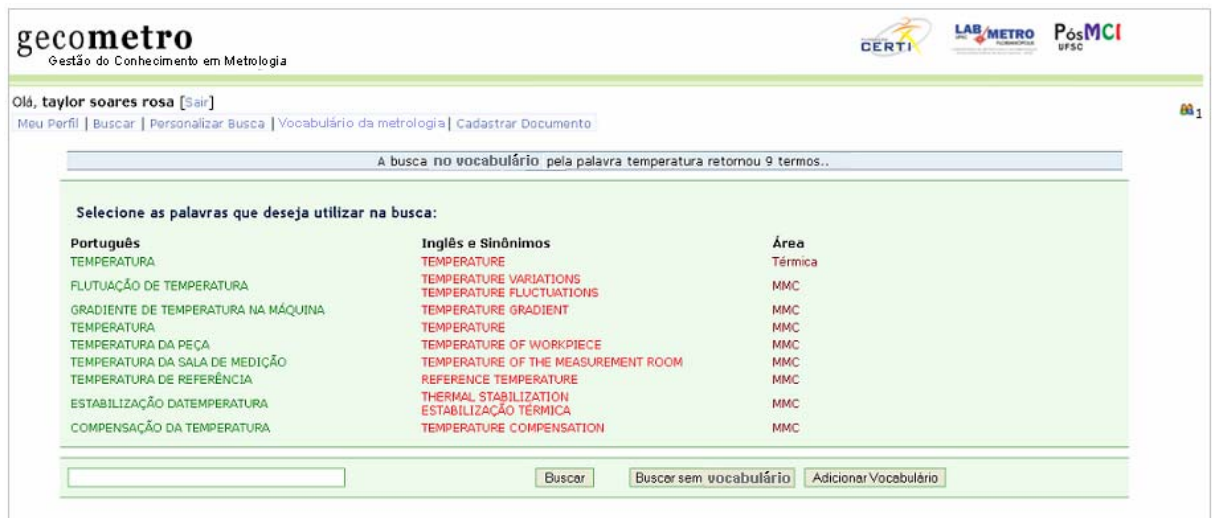 gecometro
Gestão do Conhecimento em Metrologia
CERTI
LAB METRO
PósMCI
UFSC
Olá, taylor soares rosa [Sair]
Meu Perfil | Buscar | Personalizar Busca | Vocabulário da metrologia | Cadastrar Documento
1
A busca no vocabulário pela palavra temperatura retornou 9 termos..
Selecione as palavras que deseja utilizar na busca:
Português Inglês e Sinônimos Área
TEMPERATURA TEMPERATURE Térmica
FLUTUAÇÃO DE TEMPERATURA TEMPERATURE VARIATIONS MMC
TEMPERATURE FLUCTUATIONS
GRADIENTE DE TEMPERATURA NA MÁQUINA TEMPERATURE GRADIENT MMC
TEMPERATURA TEMPERATURE MMC
TEMPERATURA DA PEÇA TEMPERATURE OF WORKPIECE MMC
TEMPERATURA DA SALA DE MEDIÇÃO TEMPERATURE OF THE MEASUREMENT ROOM MMC
TEMPERATURA DE REFERÊNCIA REFERENCE TEMPERATURE MMC
ESTABILIZAÇÃO DATEMPERATURA THERMAL STABILIZATION MMC
ESTABILIZAÇÃO TÉRMICA
COMPENSAÇÃO DA TEMPERATURA TEMPERATURE COMPENSATION MMC
Buscar Buscar sem vocabulário Adicionar Vocabulário